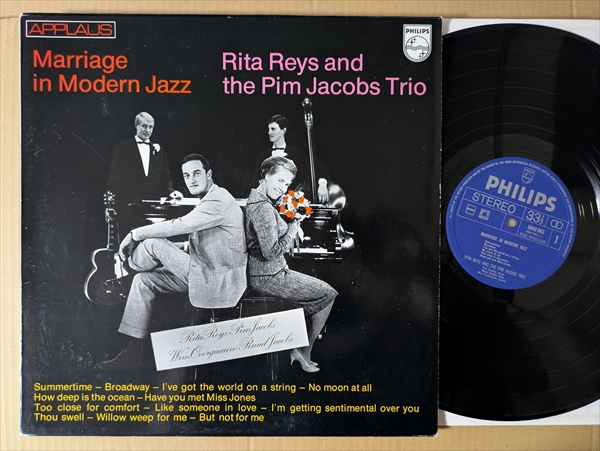 APPLAUS
Marriage
in Modern Jazz
Rita Reys and
the Pim Jacobs Trio
PHILIPS
Rita Reys Pim Jacobs
Wim Overgaauw Ruud Jacobs
Summertime – Broadway – I've got the world on a string – No moon at all
How deep is the ocean – Have you met Miss Jones
Too close for comfort – Like someone in love – I'm getting sentimental over you
Thou swell – Willow weep for me – But not for me
PHILIPS
STEREO 33⅓
1
MARRIAGE IN MODERN JAZZ
RITA REYS AND THE PIM JACOBS TRIO